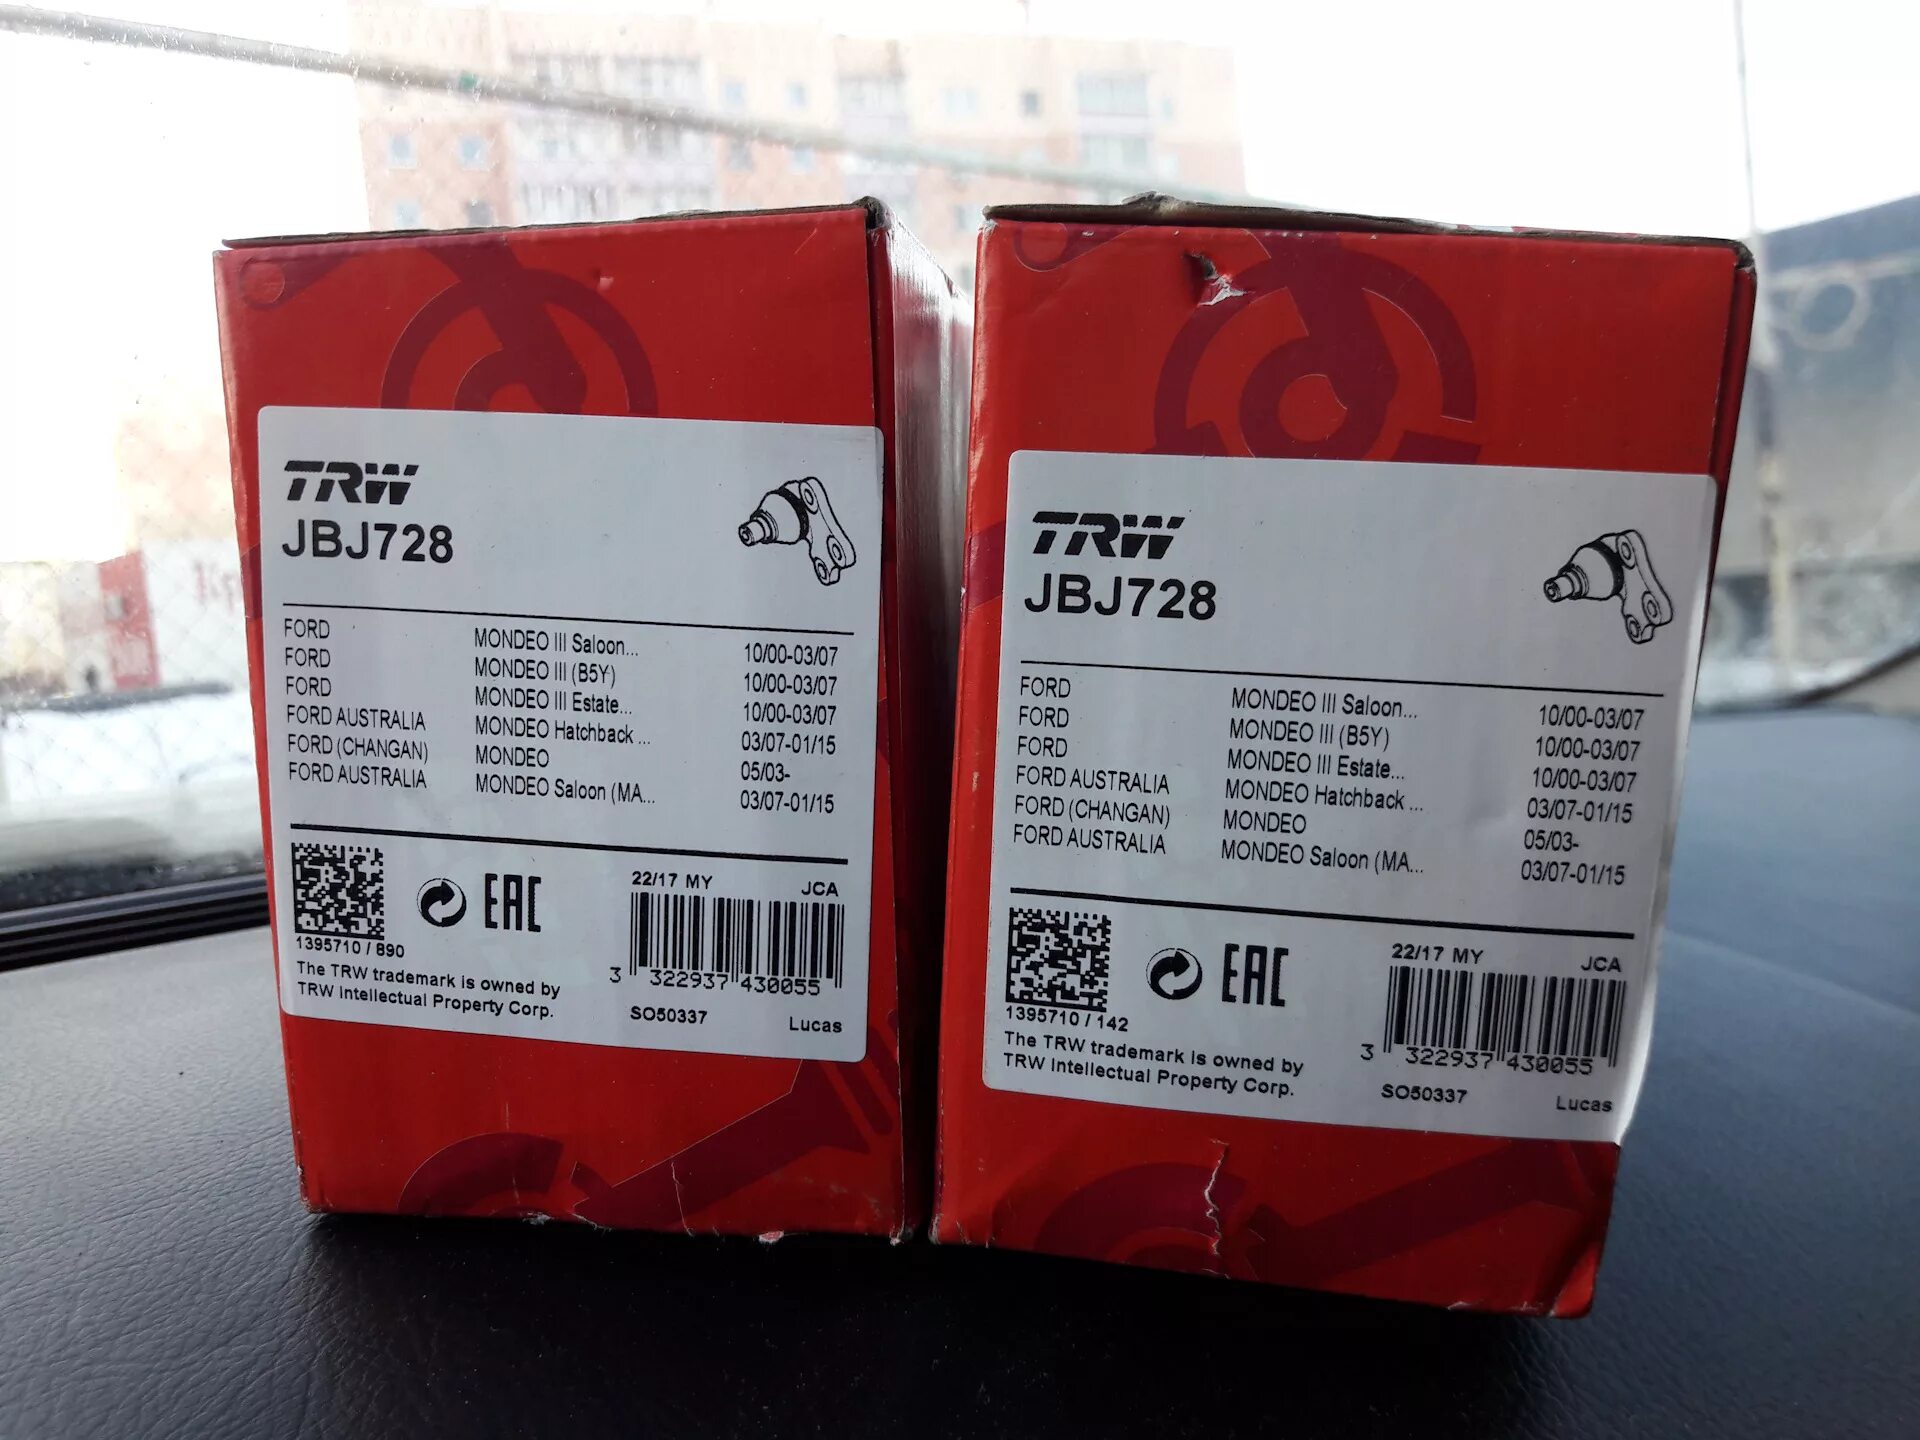 TRW
JBJ728
FORD MONDEO III Saloon... 10/00-03/07
FORD MONDEO III (B5Y) 10/00-03/07
FORD MONDEO III Estate... 10/00-03/07
FORD AUSTRALIA MONDEO Hatchback ... 03/07-01/15
FORD (CHANGAN) MONDEO 05/03-
FORD AUSTRALIA MONDEO Saloon (MA... 03/07-01/15
22/17 MY JCA
EAC
1395710 / 890
3 322937 430055
The TRW trademark is owned by
TRW Intellectual Property Corp.
SO50337 Lucas
TRW
JBJ728
FORD MONDEO III Saloon... 10/00-03/07
FORD MONDEO III (B5Y) 10/00-03/07
FORD MONDEO III Estate... 10/00-03/07
FORD AUSTRALIA MONDEO Hatchback ... 03/07-01/15
FORD (CHANGAN) MONDEO 05/03-
FORD AUSTRALIA MONDEO Saloon (MA... 03/07-01/15
22/17 MY JCA
EAC
1395710 / 142
3 322937 430055
The TRW trademark is owned by
TRW Intellectual Property Corp.
SO50337 Lucas